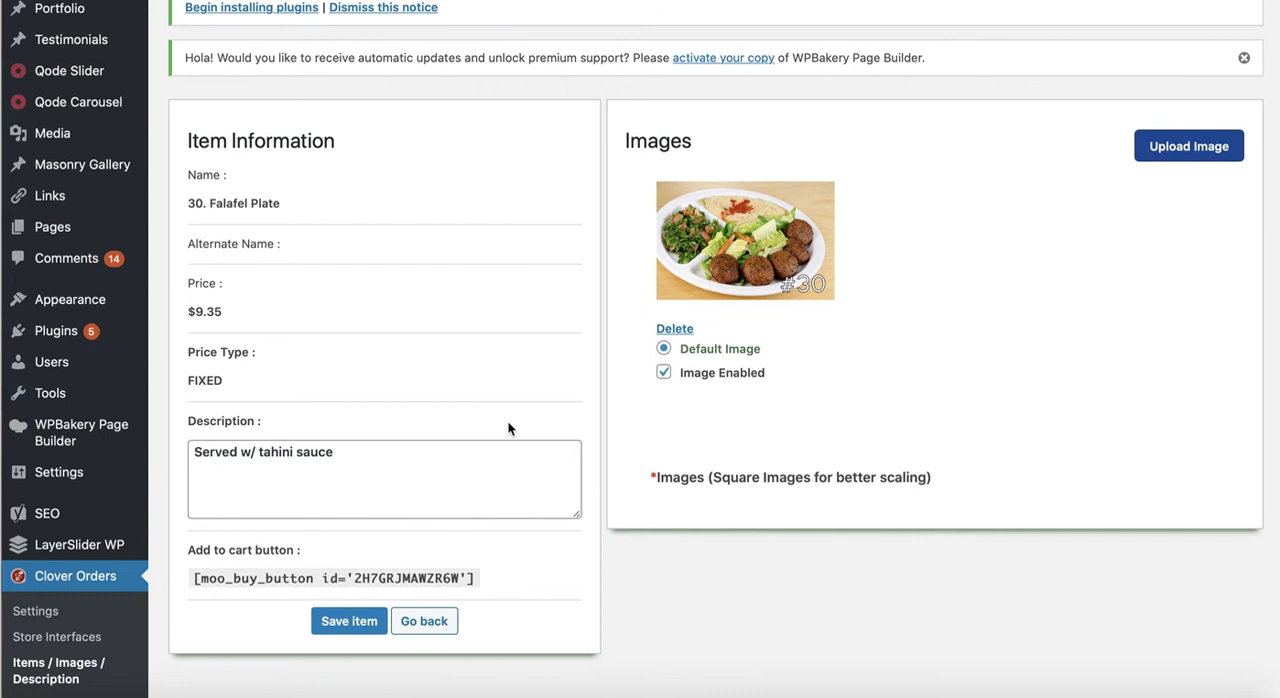 Portfolio
Testimonials
Qode Slider
Qode Carousel
Media
Masonry Gallery
Links
Pages
Comments 14
Appearance
Plugins 5
Users
Tools
WPBakery Page
Builder
Settings
SEO
LayerSlider WP
Clover Orders
Settings
Store Interfaces
Items / Images /
Description
Begin installing plugins | Dismiss this notice
Hola! Would you like to receive automatic updates and unlock premium support? Please activate your copy of WPBakery Page Builder.
Item Information
Name :
30. Falafel Plate
Alternate Name :
Price :
$9.35
Price Type :
FIXED
Description :
Served w/ tahini sauce
Add to cart button :
[moo_buy_button id='2H7GRJMAWZR6W']
Save item Go back
Images
Upload Image
#30
Delete
Default Image
Image Enabled
*Images (Square Images for better scaling)